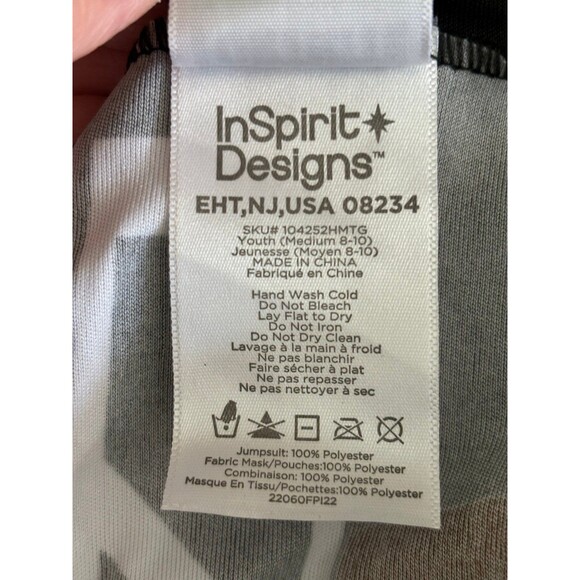 InSpirit
Designs™
EHT,NJ,USA 08234
SKU# 104252HMTG
Youth (Medium 8-10)
Jeunesse (Moyen 8-10)
MADE IN CHINA
Fabriqué en Chine
Hand Wash Cold
Do Not Bleach
Lay Flat to Dry
Do Not Iron
Do Not Dry Clean
Lavage à la main à froid
Ne pas blanchir
Faire sécher à plat
Ne pas repasser
Ne pas nettoyer à sec
Jumpsuit: 100% Polyester
Fabric Mask/Pouches:100% Polyester
Combinaison: 100% Polyester
Masque En Tissu/Pochettes:100% Polyester
22060FPI22